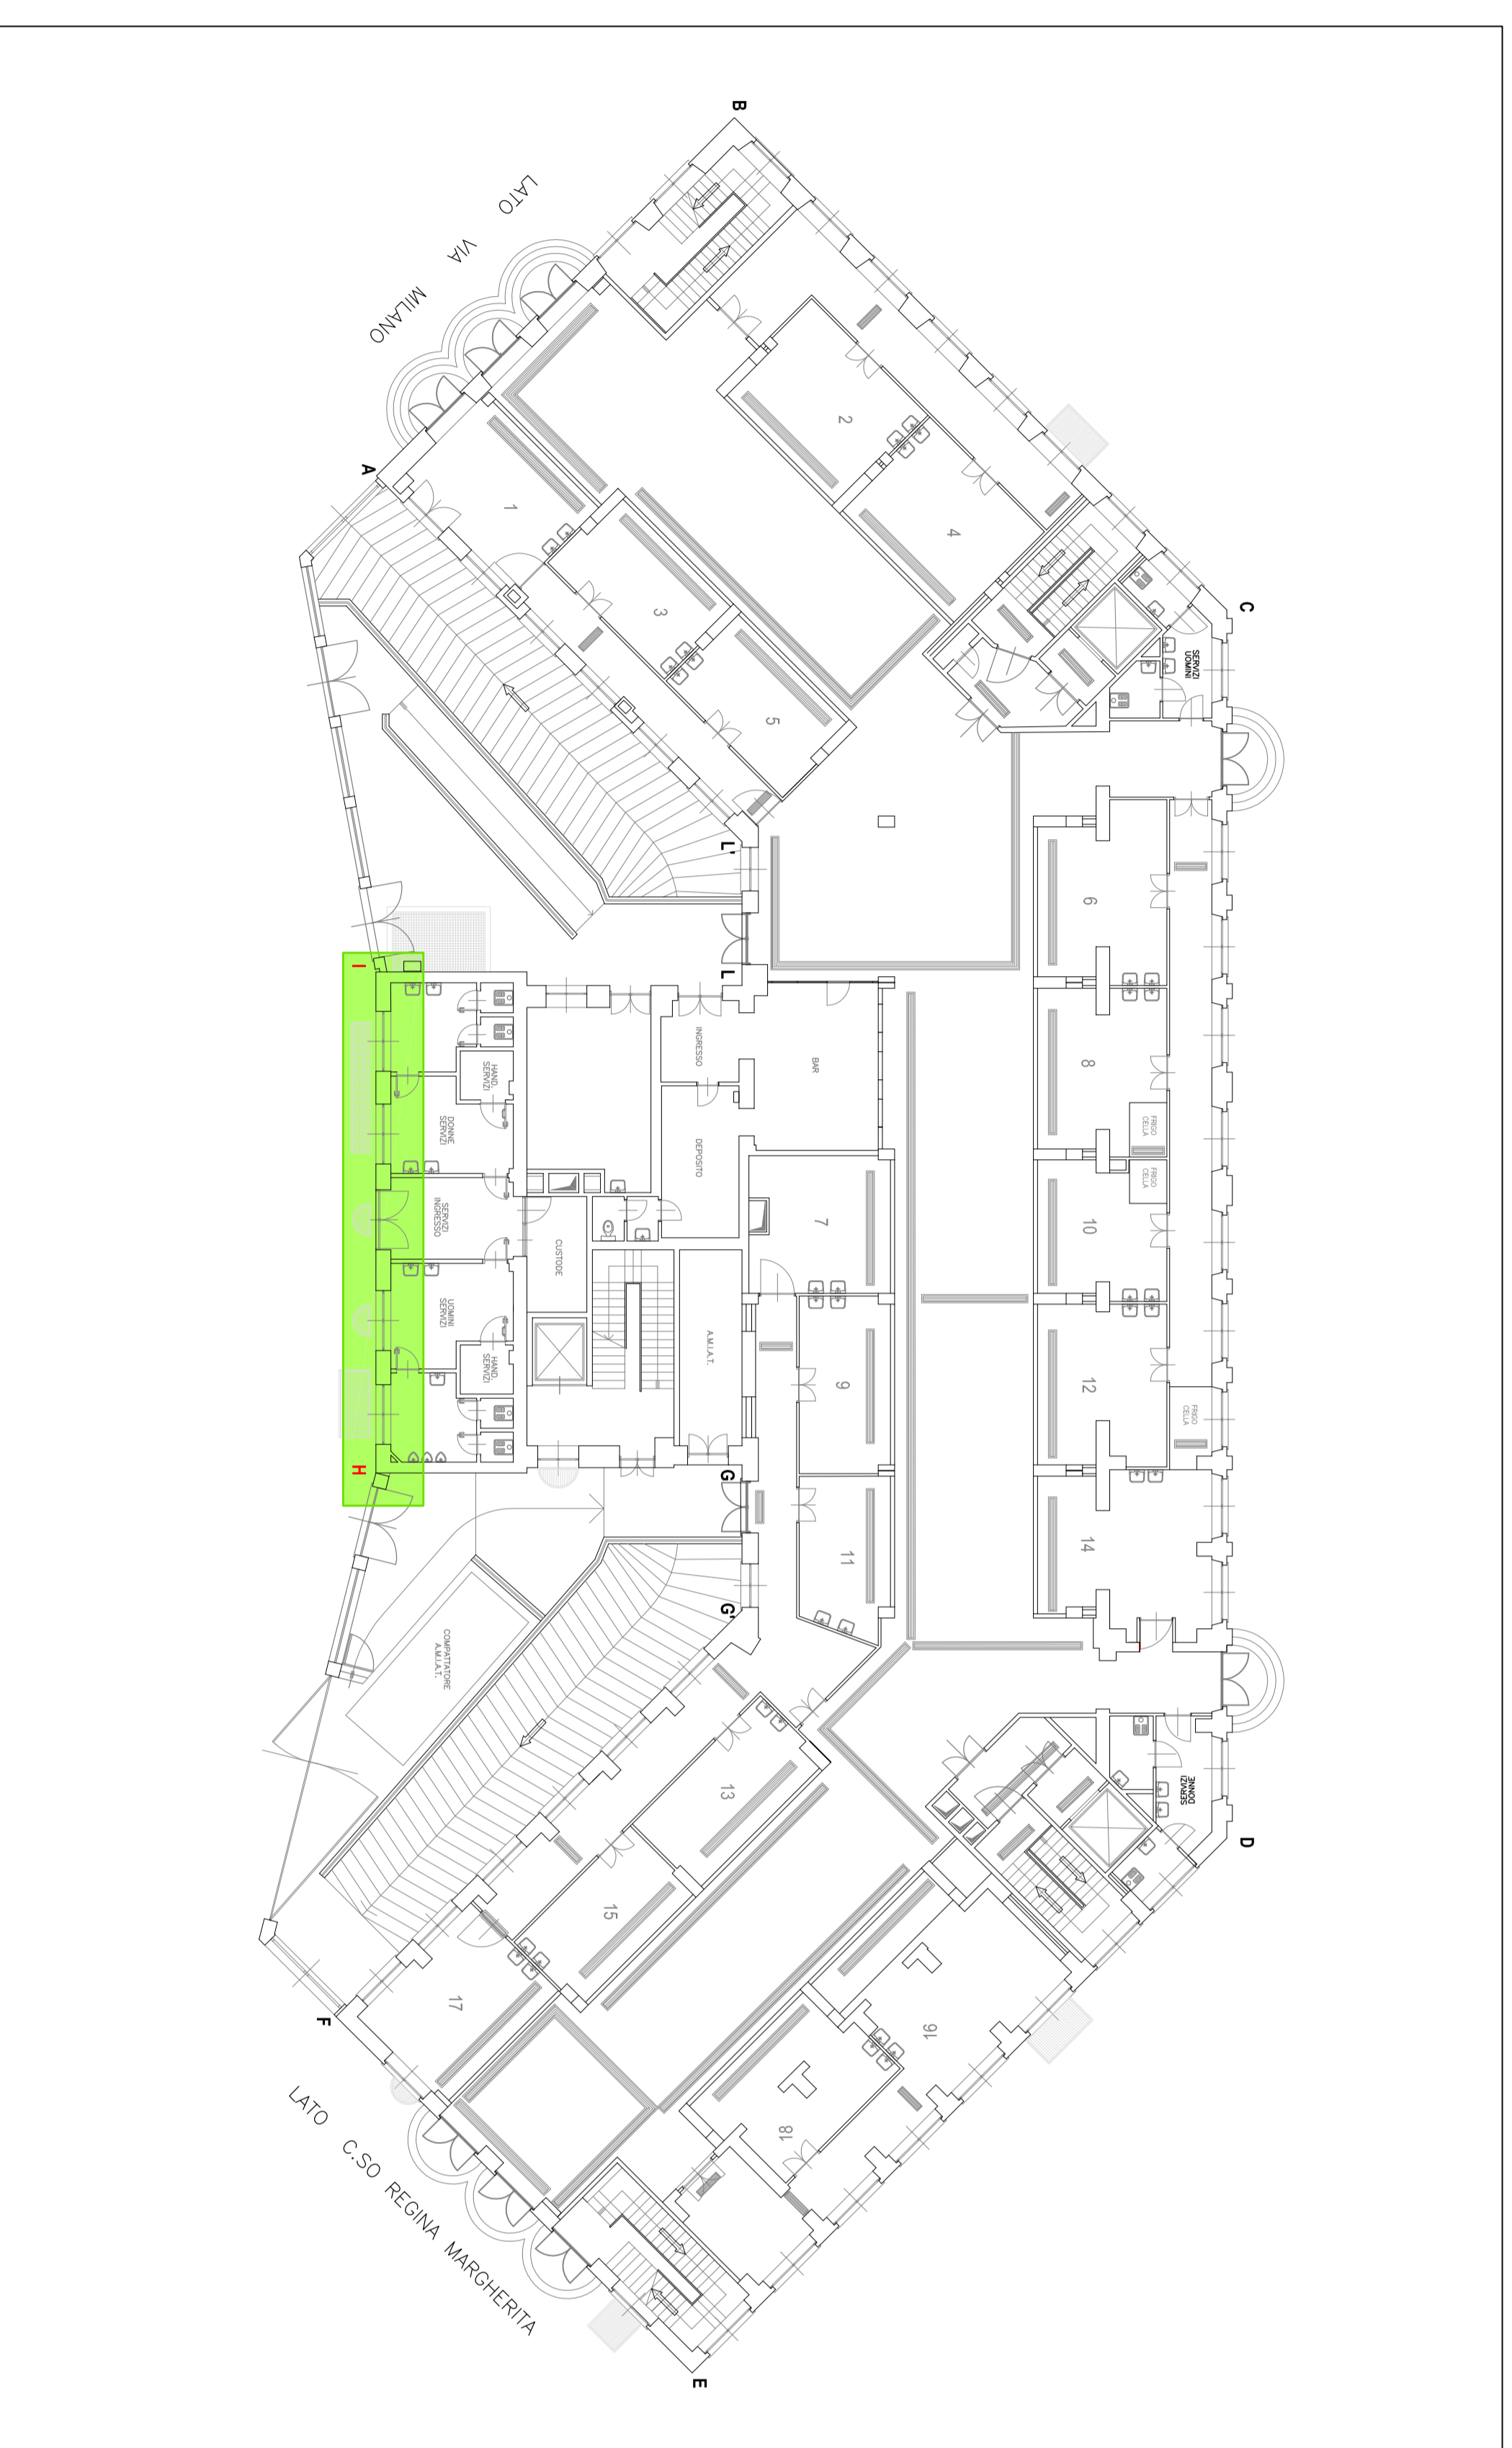 B
LATO VIA MILANO
A
1
2
3
4
5
C
SERVIZI
UOMINI
L'
L
6
8
FRIGO
CELLA
FRIGO
CELLA
10
12
FRIGO
CELLA
14
I
INGRESSO
BAR
HAND.
SERVIZI
DONNE
SERVIZI
DEPOSITO
SERVIZI
INGRESSO
CUSTODE
7
UOMINI
SERVIZI
HAND.
SERVIZI
A.M.I.A.T.
9
H
G
11
G'
COMPATTATORE
A.M.I.A.T.
13
15
17
DONNE
SERVIZI
D
16
18
F
LATO C.SO REGINA MARGHERITA
E